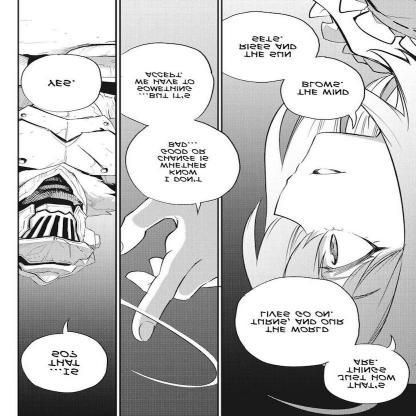 THAT'S
JUST HOW
THINGS
ARE.
THE WORLD
TURNS, AND OUR
LIVES GO ON.
THE WIND
BLOWS.
THE SUN
RISES AND
SETS.
I DON'T
KNOW
WHETHER
CHANGE IS
GOOD OR
BAD...
...BUT IT'S
SOMETHING
WE HAVE TO
ACCEPT.
...IS
THAT
SO?
YES.